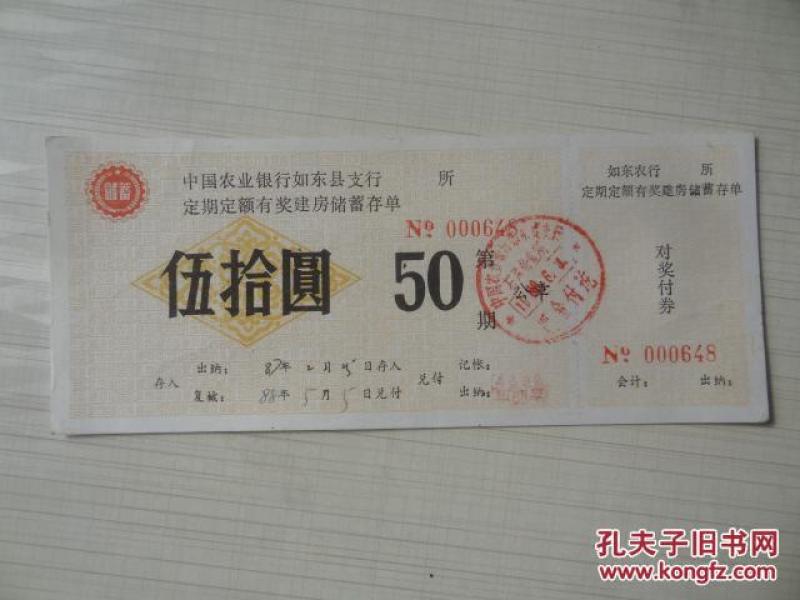 储蓄
中国农业银行如东县支行 所
定期定额有奖建房储蓄存单
No 000648
伍拾圆 50 第 期
公章
存入 出纳: 87年 2月 日存入 兑付 记帐:
复核: 88年5月5日兑付 出纳:
如东农行 所
定期定额有奖建房储蓄存单
对奖付券
No 000648
会计: 出纳:
孔夫子旧书网
www.kongfz.com